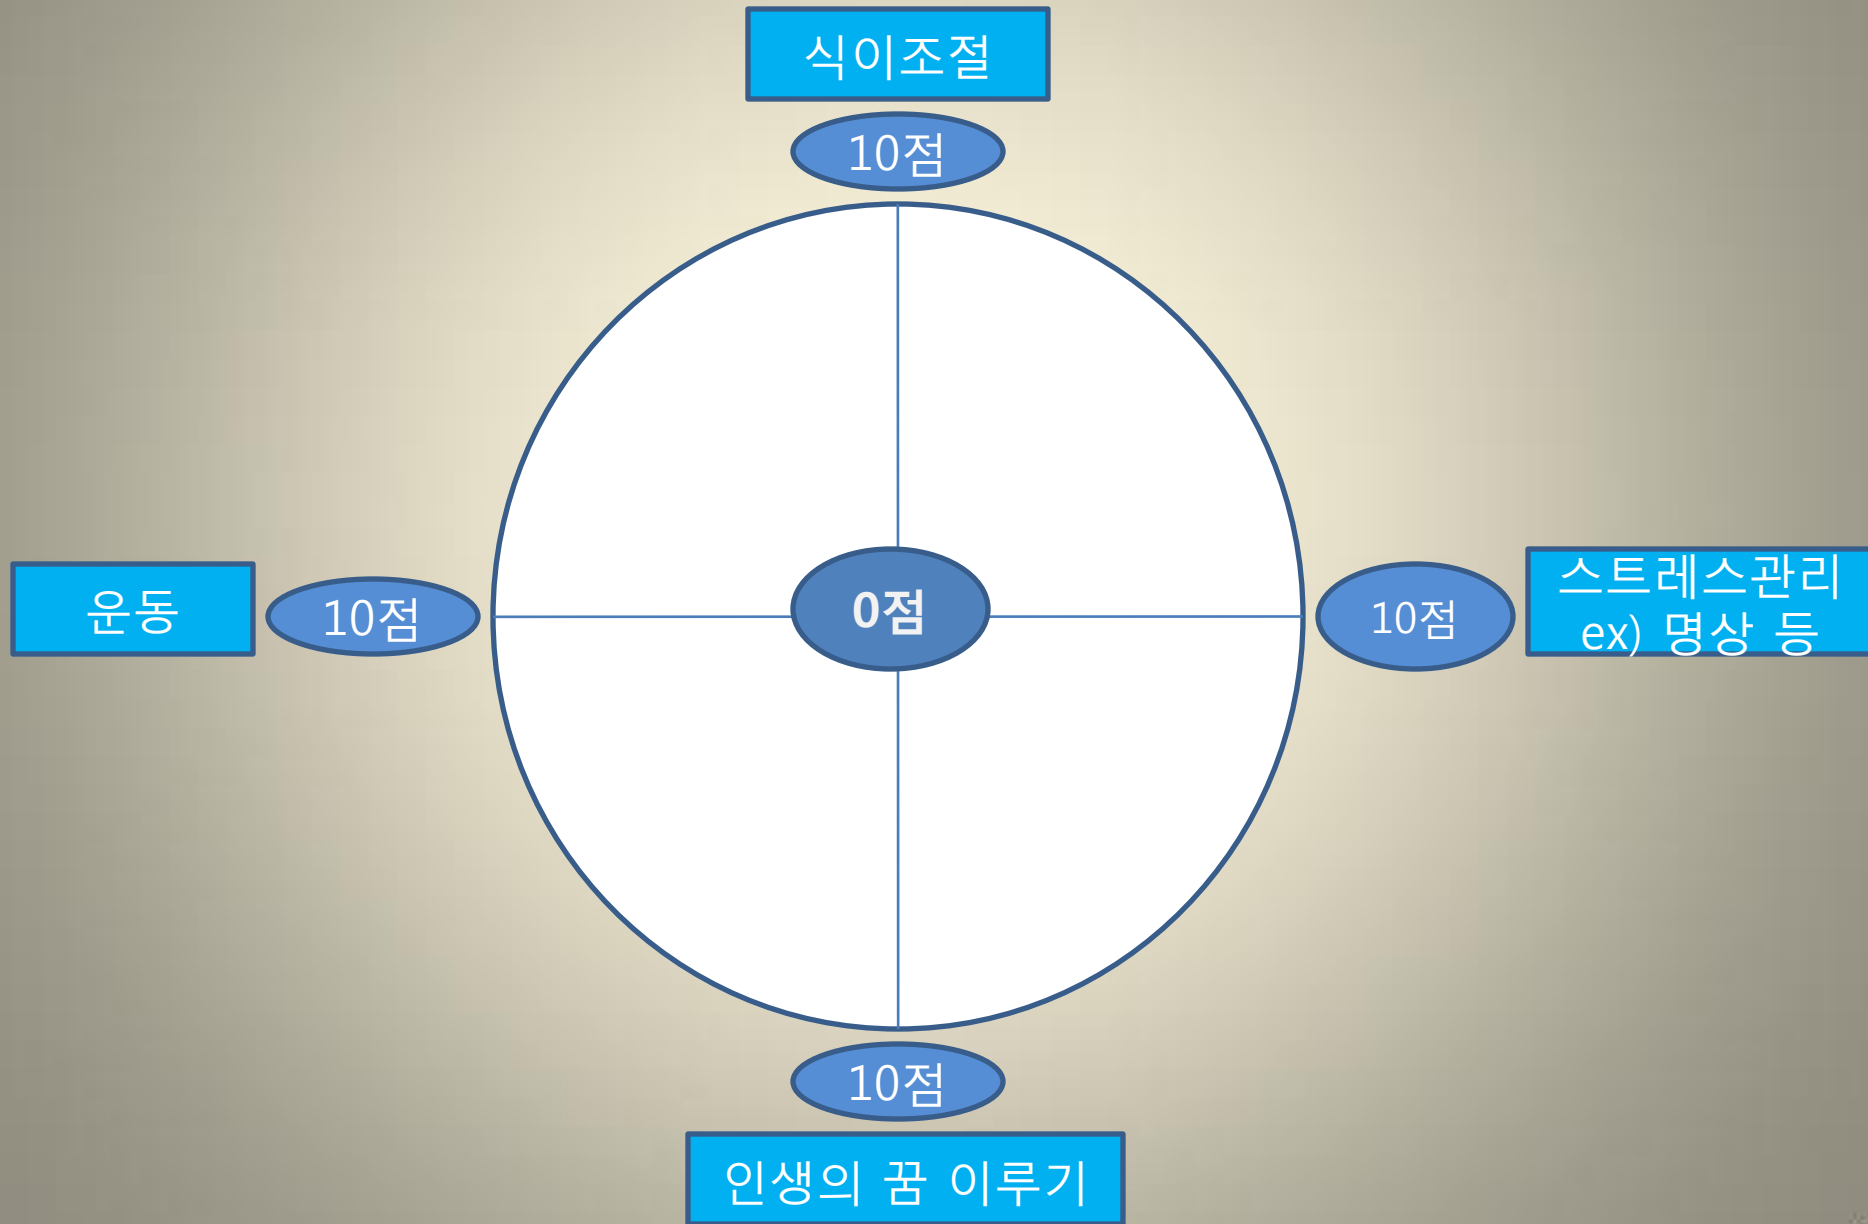 식이조절
10점
운동
10점
0점
10점
스트레스관리
ex) 명상 등
10점
인생의 꿈 이루기